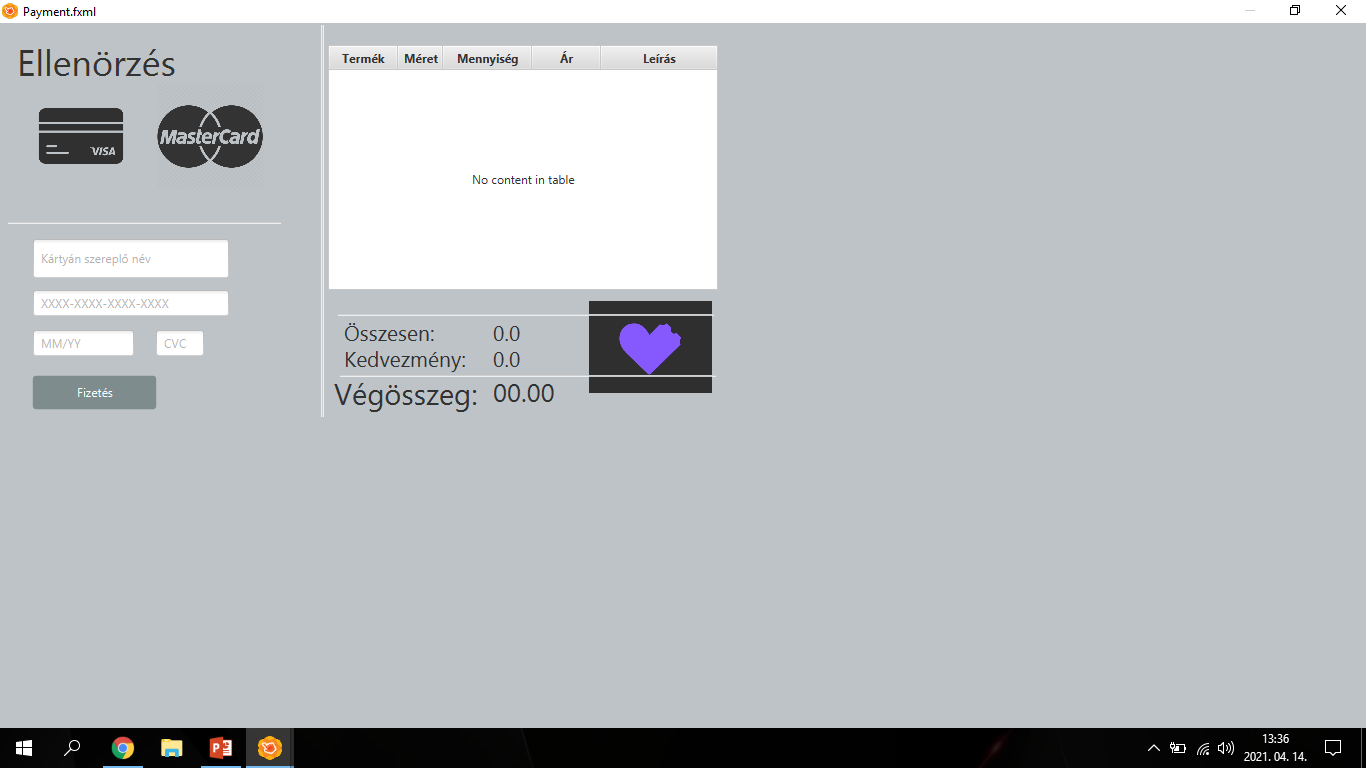 Payment.fxml
Ellenörzés
VISA
MasterCard
Kártyán szereplő név
XXXX-XXXX-XXXX-XXXX
MM/YY
CVC
Fizetés
Termék Méret Mennyiség Ár Leírás
No content in table
Összesen: 0.0
Kedvezmény: 0.0
Végösszeg: 00.00
13:36
2021. 04. 14.